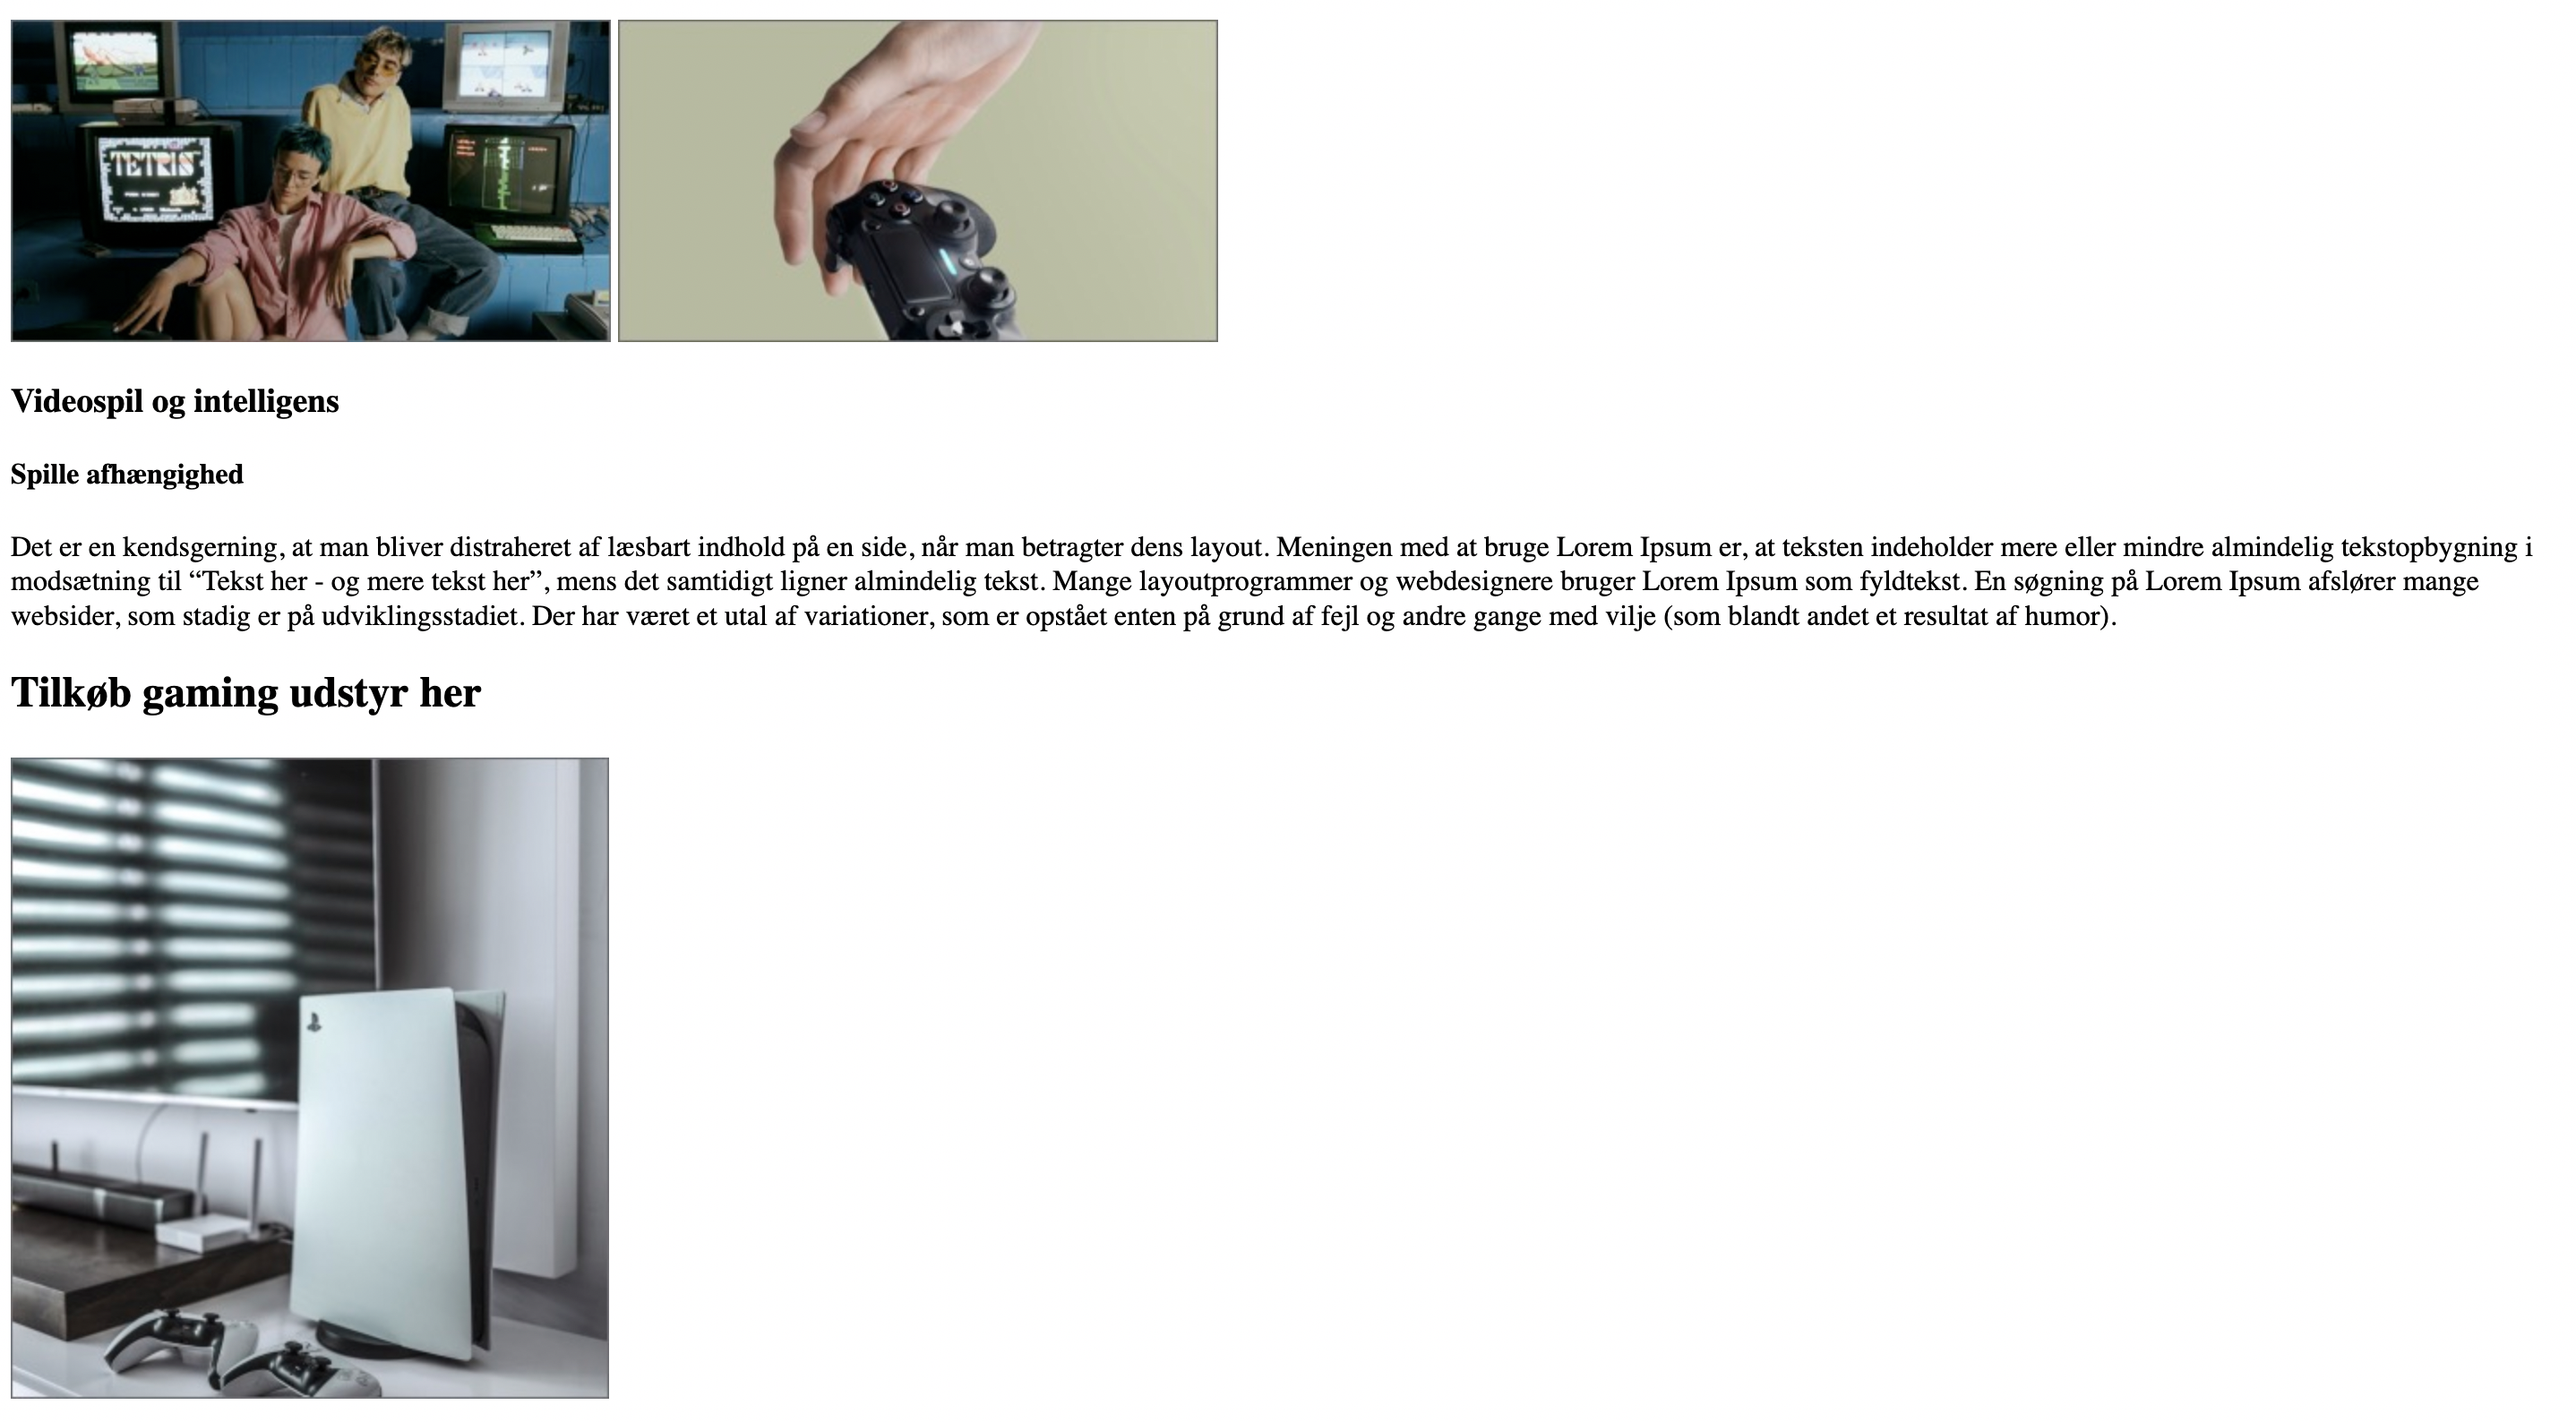 TETRIS
Videospil og intelligens
Spille afhængighed
Det er en kendsgerning, at man bliver distraheret af læsbart indhold på en side, når man betragter dens layout. Meningen med at bruge Lorem Ipsum er, at teksten indeholder mere eller mindre almindelig tekstopbygning i
modsætning til “Tekst her - og mere tekst her”, mens det samtidigt ligner almindelig tekst. Mange layoutprogrammer og webdesignere bruger Lorem Ipsum som fyldtekst. En søgning på Lorem Ipsum afslører mange
websider, som stadig er på udviklingsstadiet. Der har været et utal af variationer, som er opstået enten på grund af fejl og andre gange med vilje (som blandt andet et resultat af humor).
Tilkøb gaming udstyr her